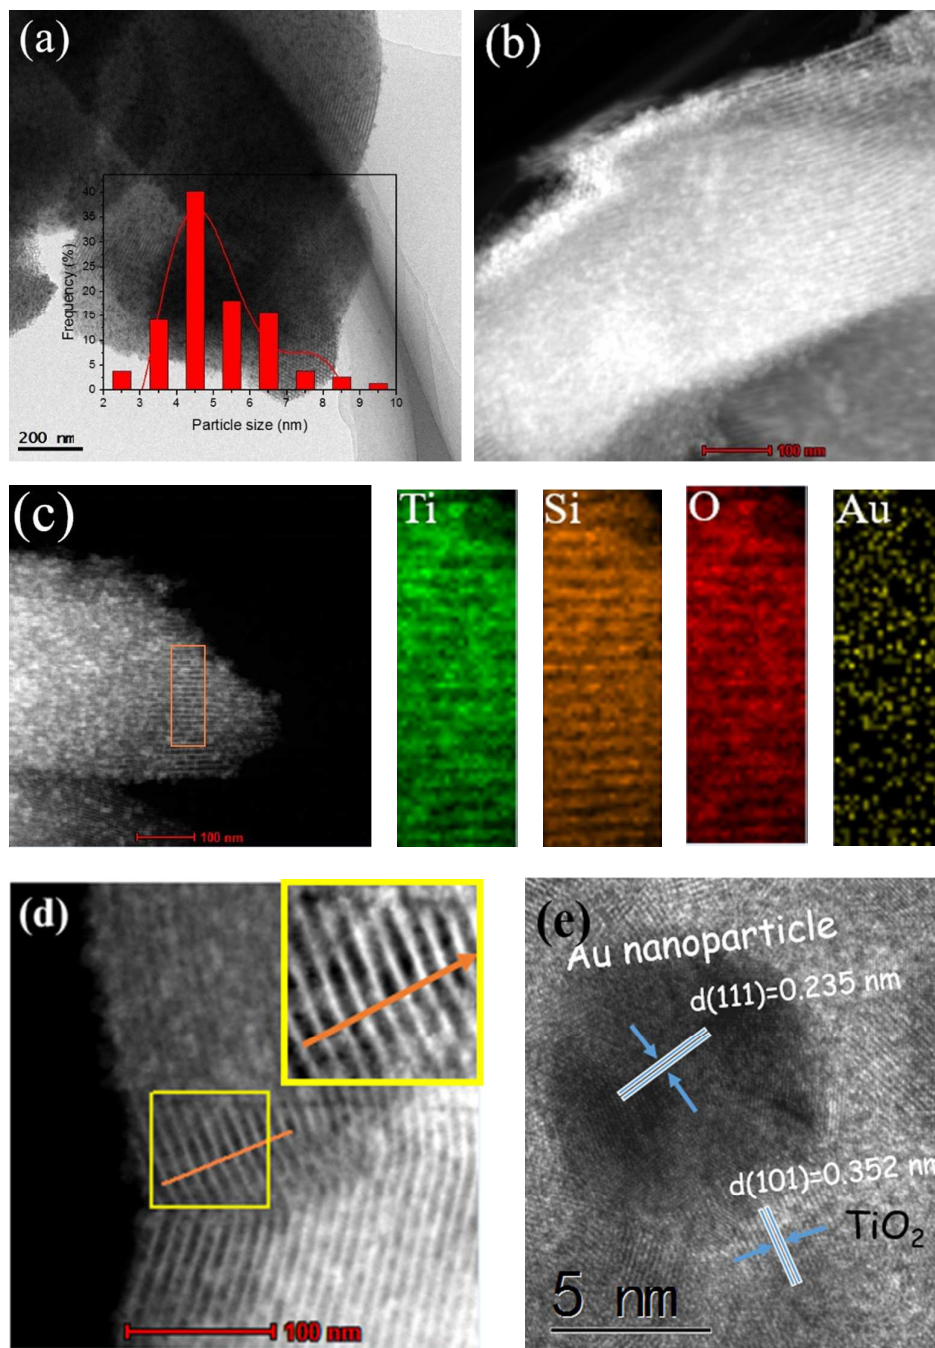 (a)
40
35
30
25
20
15
10
5
0
Frequency (%)
2 3 4 5 6 7 8 9 10
Particle size (nm)
200 nm
(b)
100 nm
(c)
100 nm
Ti
Si
O
Au
(d)
100 nm
(e)
Au nanoparticle
d(111)=0.235 nm
d(101)=0.352 nm
TiO₂
5 nm